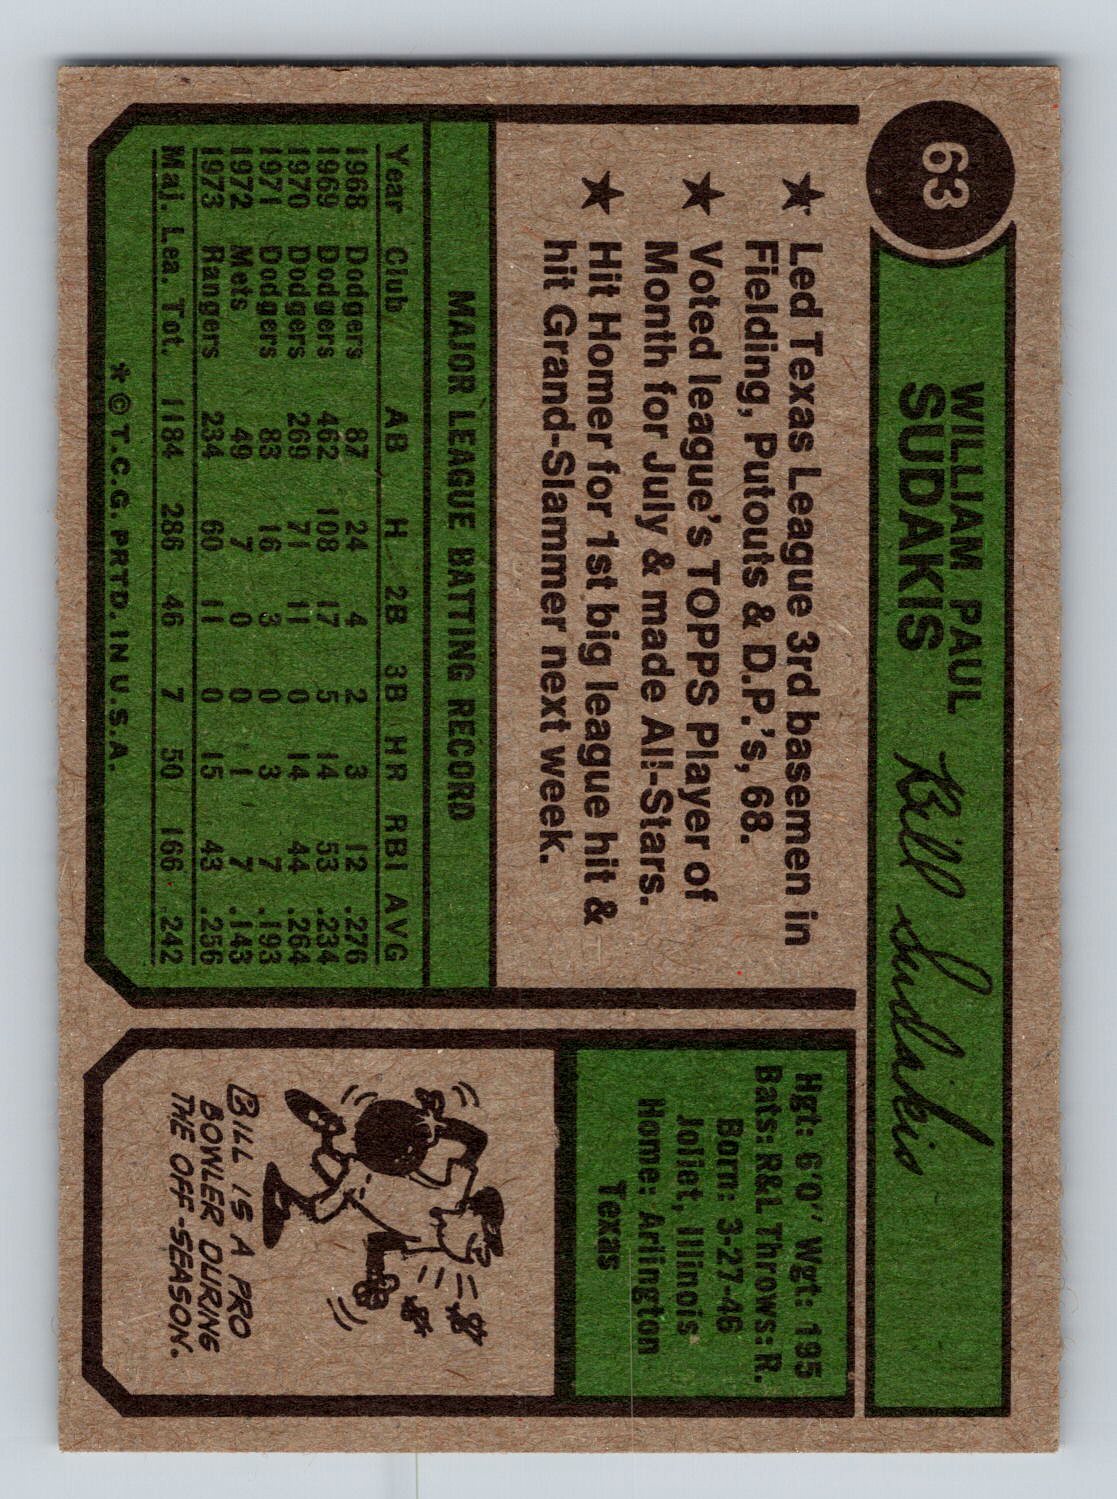 63
WILLIAM PAUL
SUDAKIS
Bill Sudakis
★ Led Texas League 3rd basemen in
Fielding, Putouts & D.P.'s, 68.
★ Voted league's TOPPS Player of
Month for July & made All-Stars.
★ Hit Homer for 1st big league hit &
hit Grand-Slammer next week.
MAJOR LEAGUE BATTING RECORD
Year Club AB H 2B 3B HR RBI AVG
1968 Dodgers 87 24 4 2 3 12 .276
1969 Dodgers 462 108 17 5 14 53 .234
1970 Dodgers 269 71 11 0 14 44 .264
1971 Dodgers 83 16 3 0 3 7 .193
1972 Mets 49 7 0 0 1 7 .143
1973 Rangers 234 60 11 0 15 43 .256
Maj. Lea. Tot. 1184 286 46 7 50 166 .242
* © T.C.G. PRTD. IN U.S.A.
Hgt: 6'0" Wgt: 195
Bats: R&L Throws: R.
Born: 3-27-46
Joliet, Illinois
Home: Arlington
Texas
BILL IS A PRO
BOWLER DURING
THE OFF-SEASON.